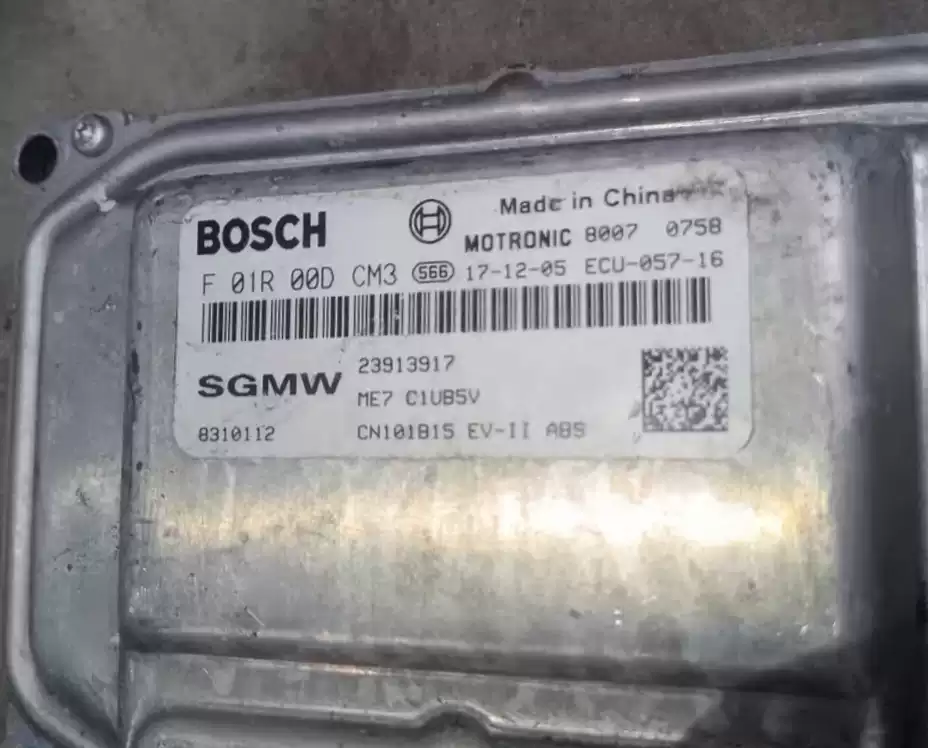 Made in China
BOSCH
MOTRONIC 8007 0758
F 01R 00D CM3 566 17-12-05 ECU-057-16
23913917
SGMW
ME7 C1UB5V
8310112 CN101B15 EV-II ABS